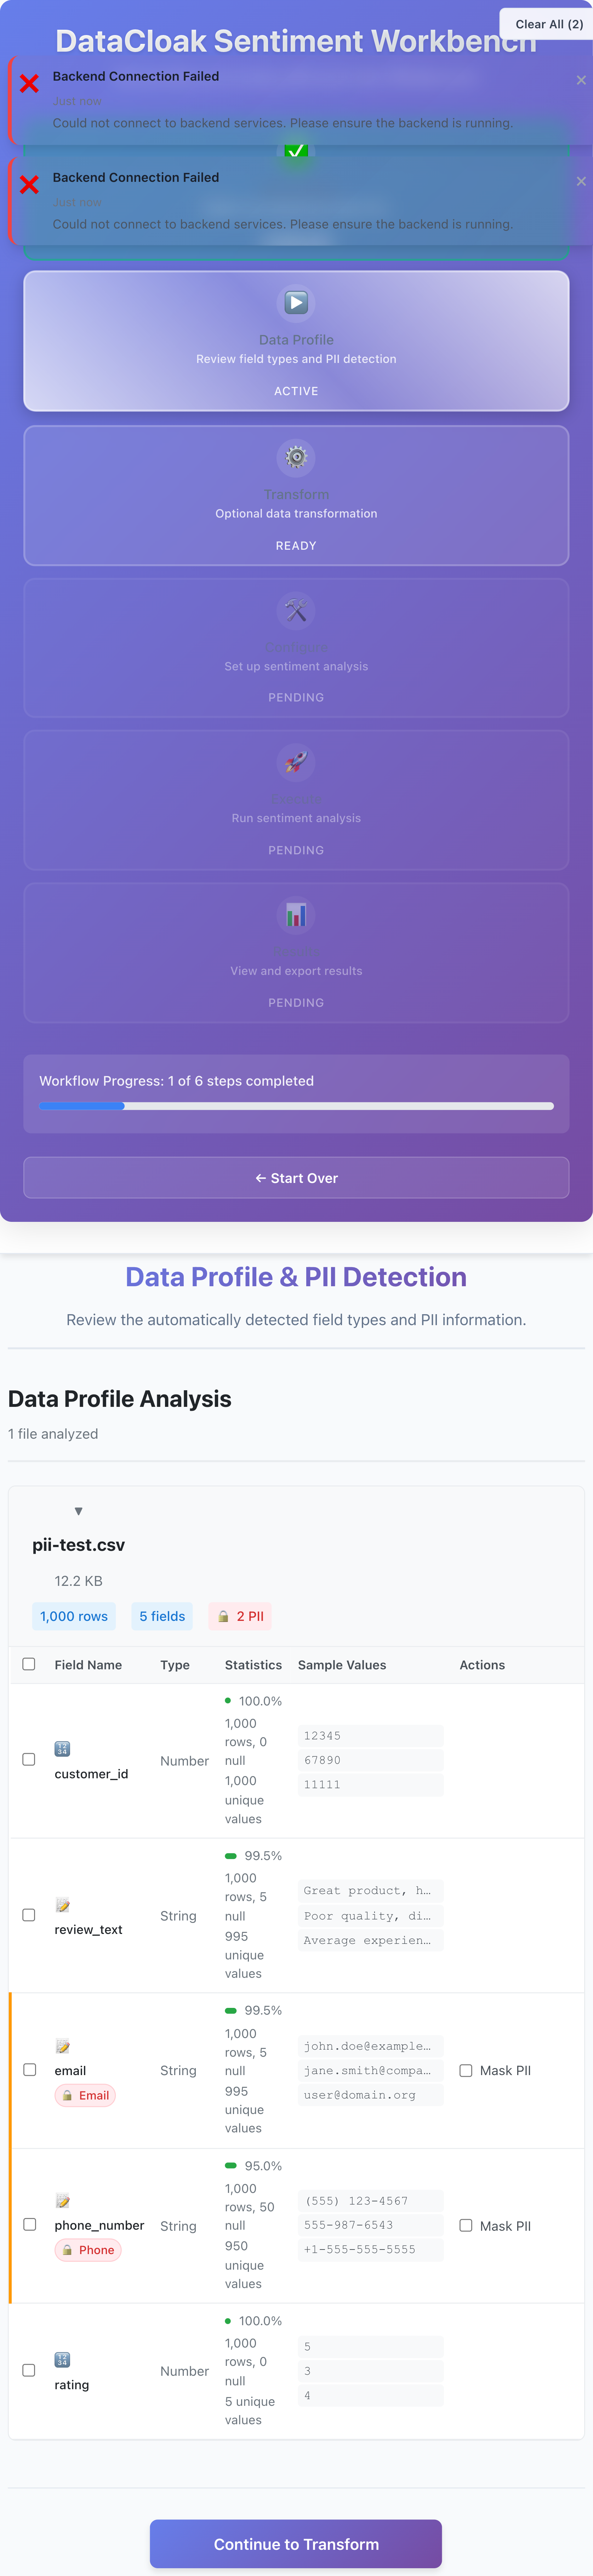 Clear All (2)
DataCloak Sentiment Workbench
Backend Connection Failed
×
Just now
Could not connect to backend services. Please ensure the backend is running.
Backend Connection Failed
×
Just now
Could not connect to backend services. Please ensure the backend is running.
Data Profile
Review field types and PII detection
ACTIVE
Transform
Optional data transformation
READY
Set up sentiment analysis
PENDING
Run sentiment analysis
PENDING
View and export results
PENDING
Workflow Progress: 1 of 6 steps completed
← Start Over
Data Profile & PII Detection
Review the automatically detected field types and PII information.
Data Profile Analysis
1 file analyzed
▼
pii-test.csv
12.2 KB
1,000 rows 5 fields 🔒 2 PII
Field Name Type Statistics Sample Values Actions
customer_id
Number
100.0%
1,000
rows, 0
null
1,000
unique
values
12345
67890
11111
review_text
String
99.5%
1,000
rows, 5
null
995
unique
values
Great product, h…
Poor quality, di…
Average experien…
email
🔒 Email
String
99.5%
1,000
rows, 5
null
995
unique
values
john.doe@example…
jane.smith@compa…
user@domain.org
Mask PII
phone_number
🔒 Phone
String
95.0%
1,000
rows, 50
null
950
unique
values
(555) 123-4567
555-987-6543
+1-555-555-5555
Mask PII
rating
Number
100.0%
1,000
rows, 0
null
5 unique
values
5
3
4
Continue to Transform